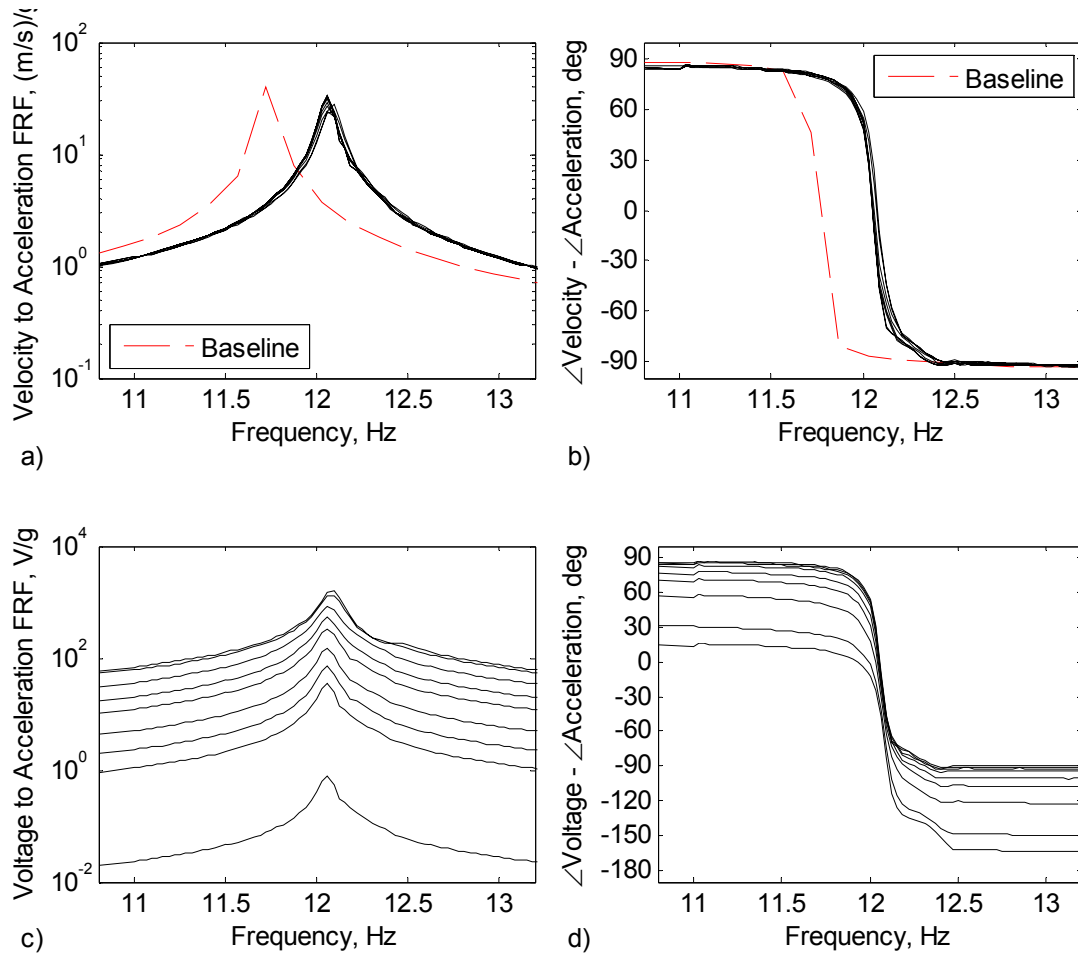 Velocity to Acceleration FRF, (m/s)/
10^2
10^1
10^0
10^-1
Baseline
11 11.5 12 12.5 13
Frequency, Hz
a)
∠Velocity - ∠Acceleration, deg
90
60
30
0
-30
-60
-90
Baseline
11 11.5 12 12.5 13
Frequency, Hz
b)
Voltage to Acceleration FRF, V/g
10^4
10^2
10^0
10^-2
11 11.5 12 12.5 13
Frequency, Hz
c)
∠Voltage - ∠Acceleration, deg
90
60
30
0
-30
-60
-90
-120
-150
-180
11 11.5 12 12.5 13
Frequency, Hz
d)